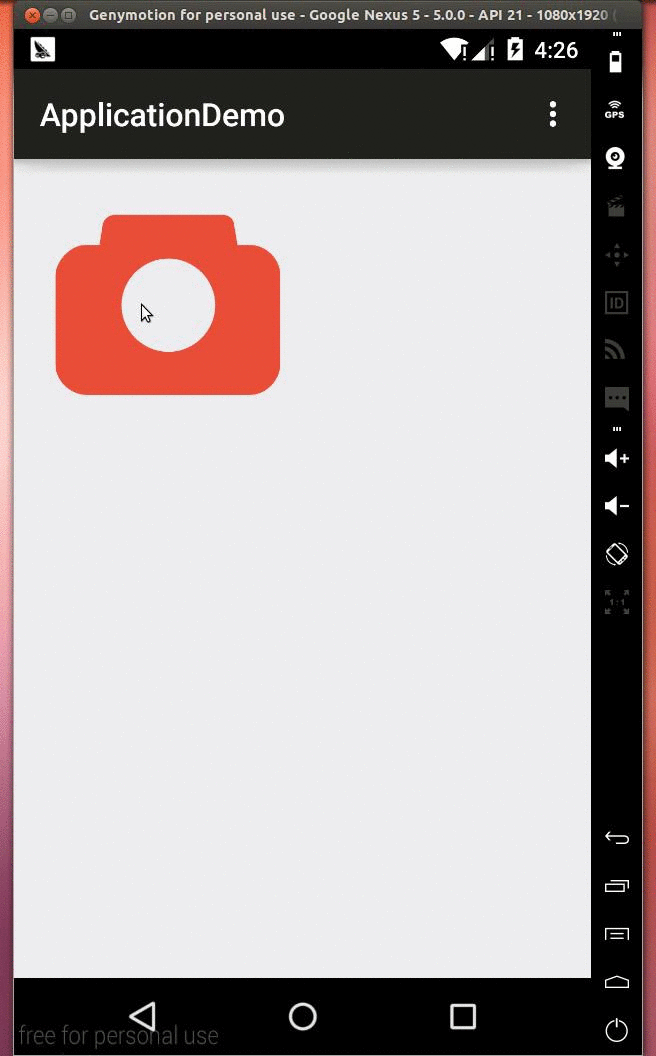 Genymotion for personal use - Google Nexus 5 - 5.0.0 - API 21 - 1080x1920 (
4:26
ApplicationDemo
GPS
ID
1:1
free for personal use